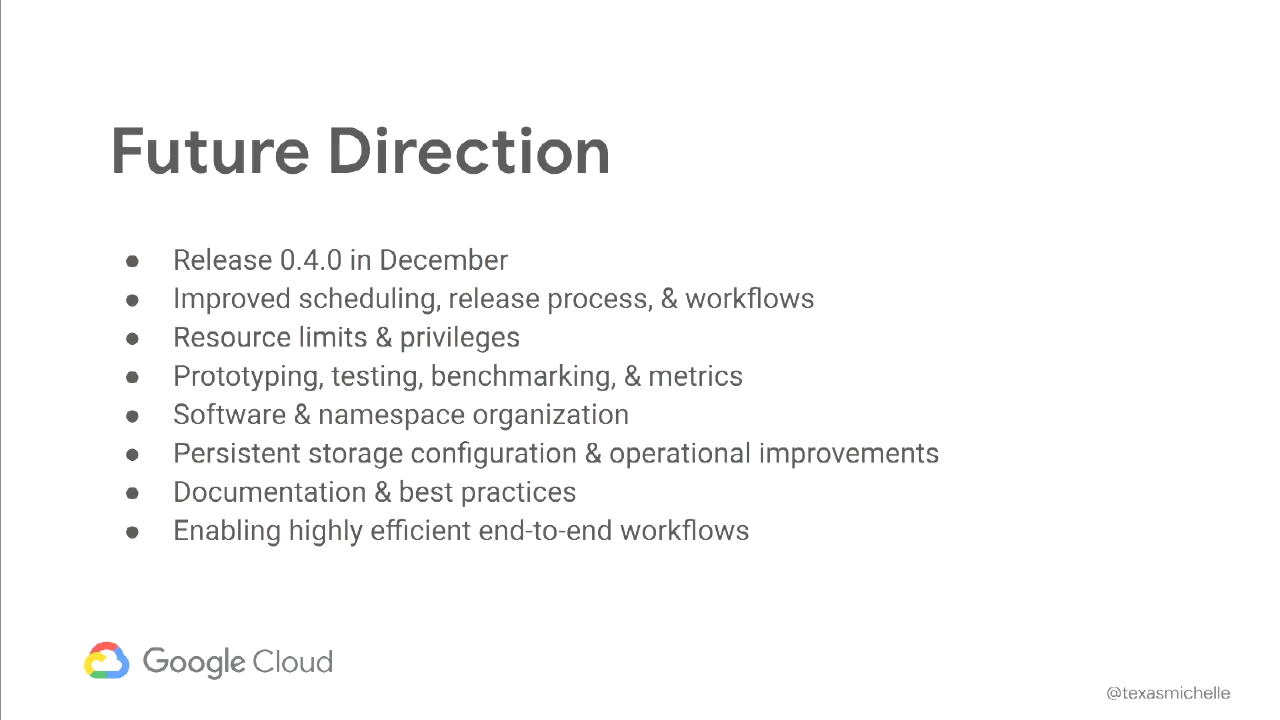 Future Direction
● Release 0.4.0 in December
● Improved scheduling, release process, & workflows
● Resource limits & privileges
● Prototyping, testing, benchmarking, & metrics
● Software & namespace organization
● Persistent storage configuration & operational improvements
● Documentation & best practices
● Enabling highly efficient end-to-end workflows
Google Cloud
@texasmichelle